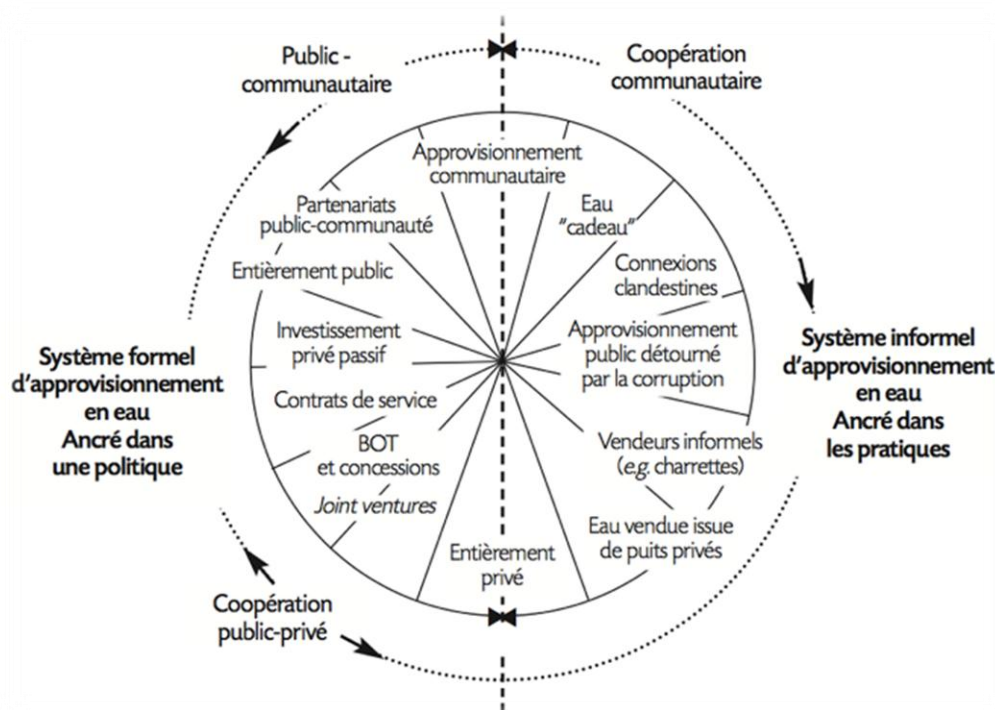 Public -
communautaire
Coopération
communautaire
Approvisionnement
communautaire
Partenariats
public-communauté
Eau
"cadeau"
Entièrement public
Connexions
clandestines
Investissement
privé passif
Approvisionnement
public détourné
par la corruption
Système formel
d'approvisionnement
en eau
Ancré dans
une politique
Système informel
d'approvisionnement
en eau
Ancré dans
les pratiques
Contrats de service
BOT
et concessions
Vendeurs informels
(e.g. charrettes)
Joint ventures
Eau vendue issue
de puits privés
Entièrement
privé
Coopération
public-privé